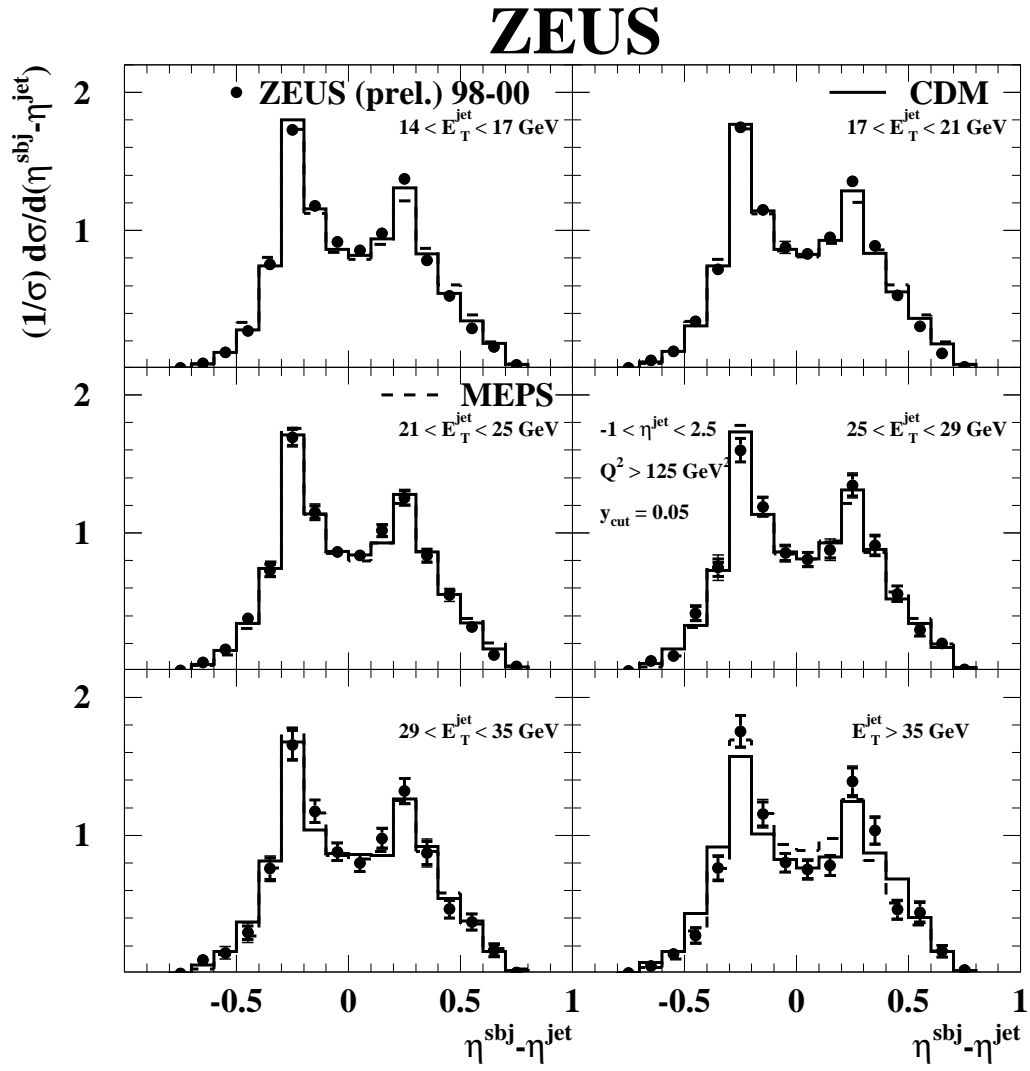 ZEUS
(1/σ) dσ/d(η^sbj-η^jet)
2
ZEUS (prel.) 98-00
CDM
14 < E_T^jet < 17 GeV
17 < E_T^jet < 21 GeV
1
2
MEPS
21 < E_T^jet < 25 GeV
-1 < η^jet < 2.5
25 < E_T^jet < 29 GeV
Q^2 > 125 GeV^2
y_cut = 0.05
1
2
29 < E_T^jet < 35 GeV
E_T^jet > 35 GeV
1
-0.5 0 0.5 1 -0.5 0 0.5 1
η^sbj-η^jet η^sbj-η^jet